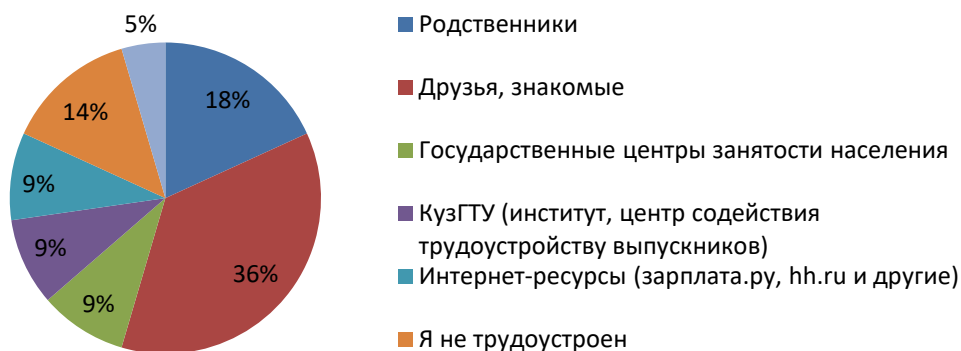 5%
18%
14%
9%
9%
36%
9%
Родственники
Друзья, знакомые
Государственные центры занятости населения
КузГТУ (институт, центр содействия
трудоустройству выпускников)
Интернет-ресурсы (зарплата.ру, hh.ru и другие)
Я не трудоустроен